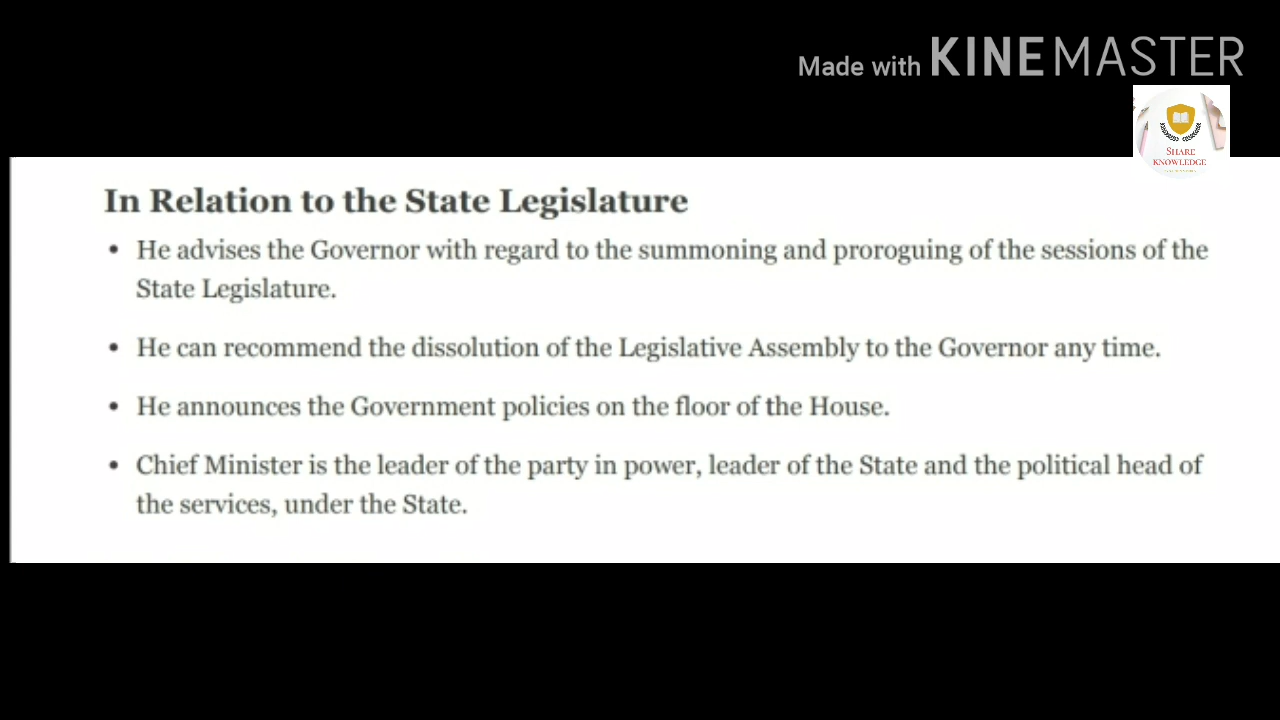 Made with KINEMASTER
SHARE
KNOWLEDGE
In Relation to the State Legislature
• He advises the Governor with regard to the summoning and proroguing of the sessions of the
State Legislature.
• He can recommend the dissolution of the Legislative Assembly to the Governor any time.
• He announces the Government policies on the floor of the House.
• Chief Minister is the leader of the party in power, leader of the State and the political head of
the services, under the State.